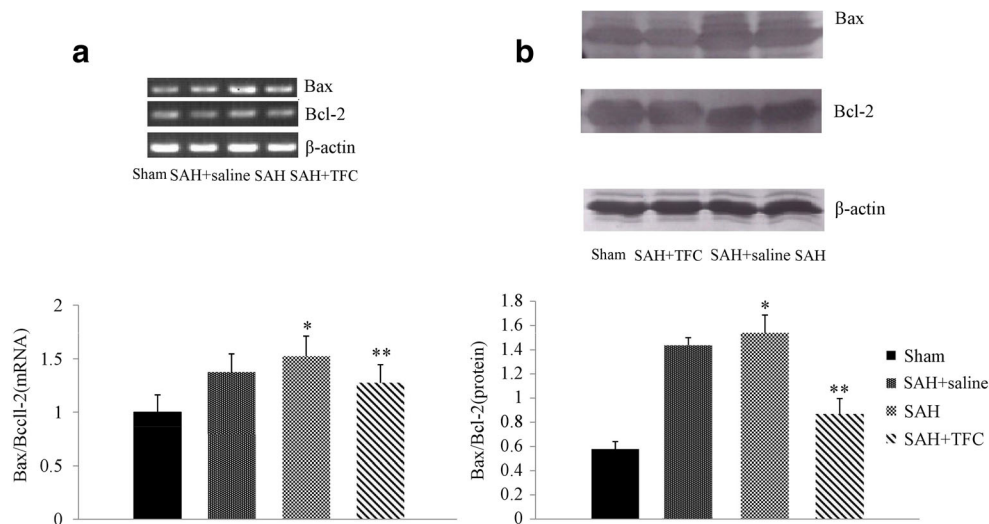 a
Bax
Bcl-2
β-actin
Sham SAH+saline SAH SAH+TFC
b
Bax
Bcl-2
β-actin
Sham SAH+TFC SAH+saline SAH
Bax/Bccll-2(mRNA)
2
1.5
1
0.5
0
*
**
Bax/Bcl-2(protein)
1.8
1.6
1.4
1.2
1
0.8
0.6
0.4
0.2
0
*
**
Sham
SAH+saline
SAH
SAH+TFC